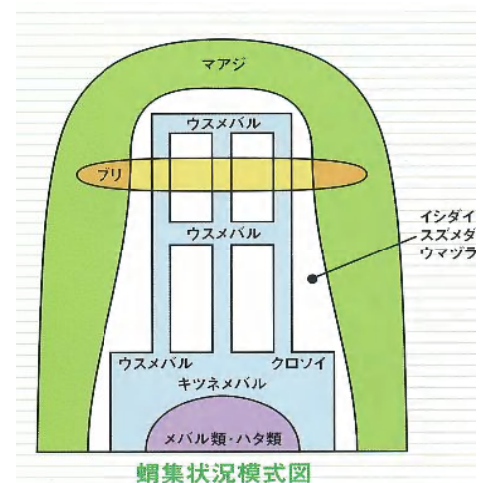 マアジ
ウスメバル
ブリ
ウスメバル
イシダイ
スズメダ
ウマヅラ
ウスメバル
クロソイ
キツネメバル
メバル類・ハタ類
蝟集状況模式図